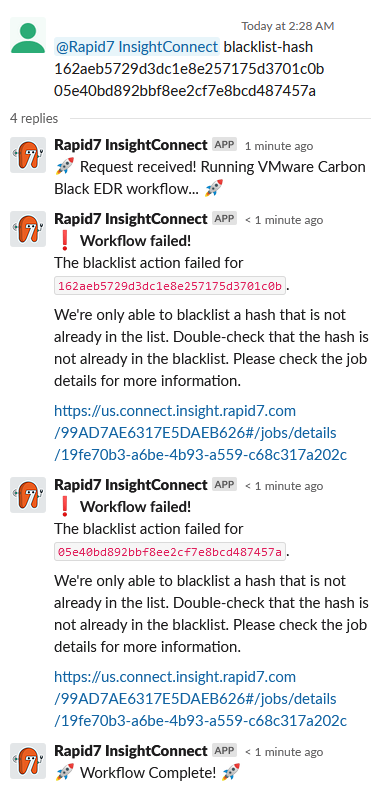 Today at 2:28 AM
@Rapid7 InsightConnect blacklist-hash
162aeb5729d3dc1e8e257175d3701c0b
05e40bd892bbf8ee2cf7e8bcd487457a
4 replies
Rapid7 InsightConnect APP 1 minute ago
🚀 Request received! Running VMware Carbon
Black EDR workflow... 🚀
Rapid7 InsightConnect APP < 1 minute ago
❗ Workflow failed!
The blacklist action failed for
162aeb5729d3dc1e8e257175d3701c0b.
We're only able to blacklist a hash that is not
already in the list. Double-check that the hash is
not already in the blacklist. Please check the job
details for more information.
https://us.connect.insight.rapid7.com
/99AD7AE6317E5DAEB626#/jobs/details
/19fe70b3-a6be-4b93-a559-c68c317a202c
Rapid7 InsightConnect APP < 1 minute ago
❗ Workflow failed!
The blacklist action failed for
05e40bd892bbf8ee2cf7e8bcd487457a.
We're only able to blacklist a hash that is not
already in the list. Double-check that the hash is
not already in the blacklist. Please check the job
details for more information.
https://us.connect.insight.rapid7.com
/99AD7AE6317E5DAEB626#/jobs/details
/19fe70b3-a6be-4b93-a559-c68c317a202c
Rapid7 InsightConnect APP < 1 minute ago
🚀 Workflow Complete! 🚀